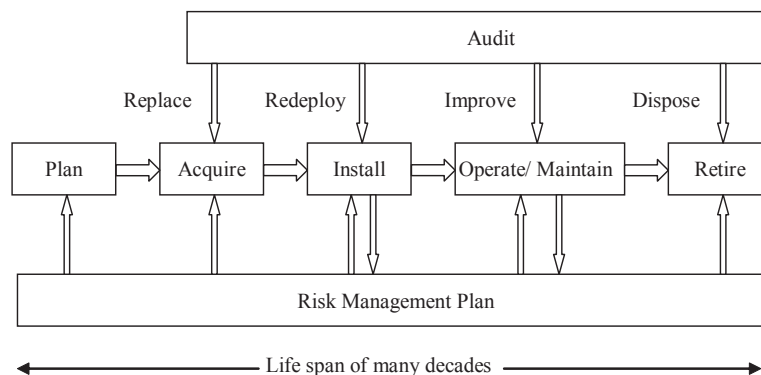 Audit
Replace Redeploy Improve Dispose
Plan Acquire Install Operate/ Maintain Retire
Risk Management Plan
Life span of many decades